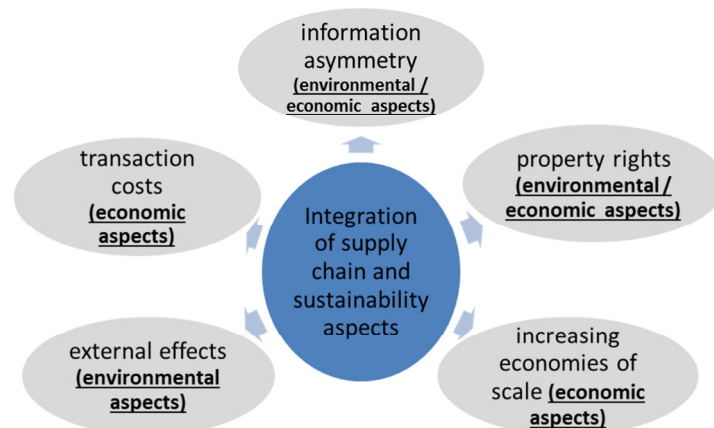 information
asymmetry
(environmental /
economic aspects)
transaction
costs
(economic
aspects)
property rights
(environmental /
economic aspects)
Integration
of supply
chain and
sustainability
aspects
external effects
(environmental
aspects)
increasing
economies of
scale (economic
aspects)